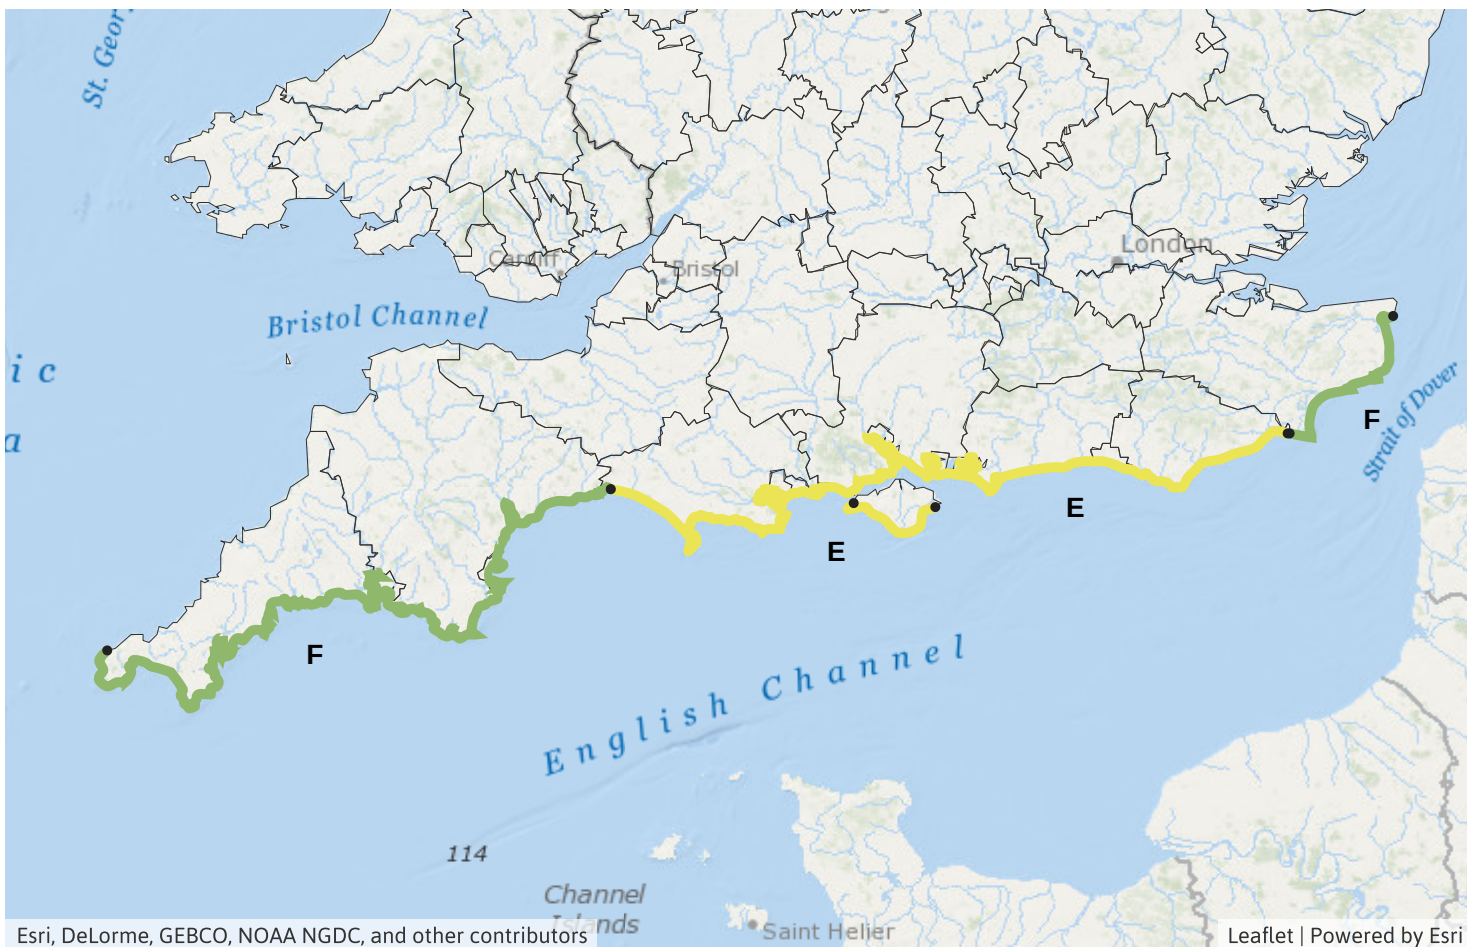 St. Geor
Cardiff
Bristol
London
Bristol Channel
i c
a
Strait of Dover
F
E
E
F
English Channel
114
Channel
Islands
Saint Helier
Esri, DeLorme, GEBCO, NOAA NGDC, and other contributors
Leaflet | Powered by Esri